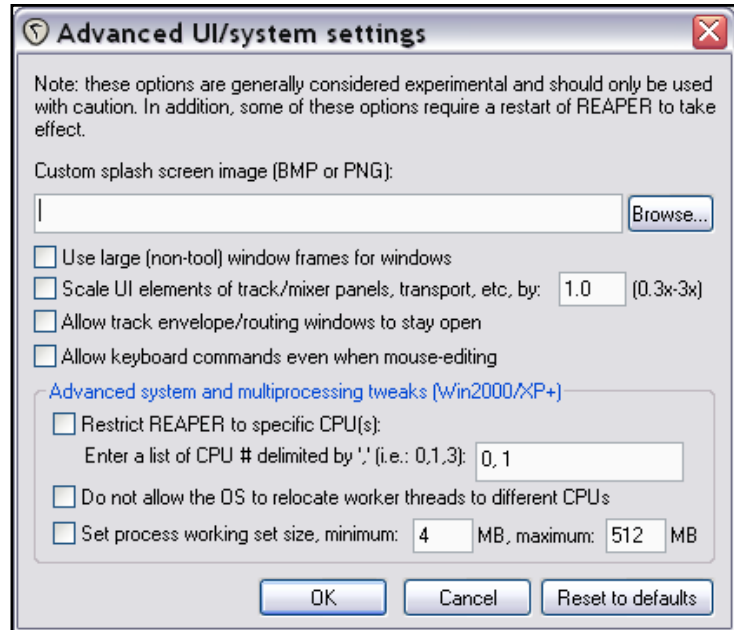 Advanced UI/system settings
Note: these options are generally considered experimental and should only be used
with caution. In addition, some of these options require a restart of REAPER to take
effect.
Custom splash screen image (BMP or PNG):
Browse...
Use large (non-tool) window frames for windows
Scale UI elements of track/mixer panels, transport, etc, by: 1.0 (0.3x-3x)
Allow track envelope/routing windows to stay open
Allow keyboard commands even when mouse-editing
Advanced system and multiprocessing tweaks (Win2000/XP+)
Restrict REAPER to specific CPU(s):
Enter a list of CPU # delimited by ',' (i.e.: 0,1,3): 0, 1
Do not allow the OS to relocate worker threads to different CPUs
Set process working set size, minimum: 4 MB, maximum: 512 MB
OK Cancel Reset to defaults